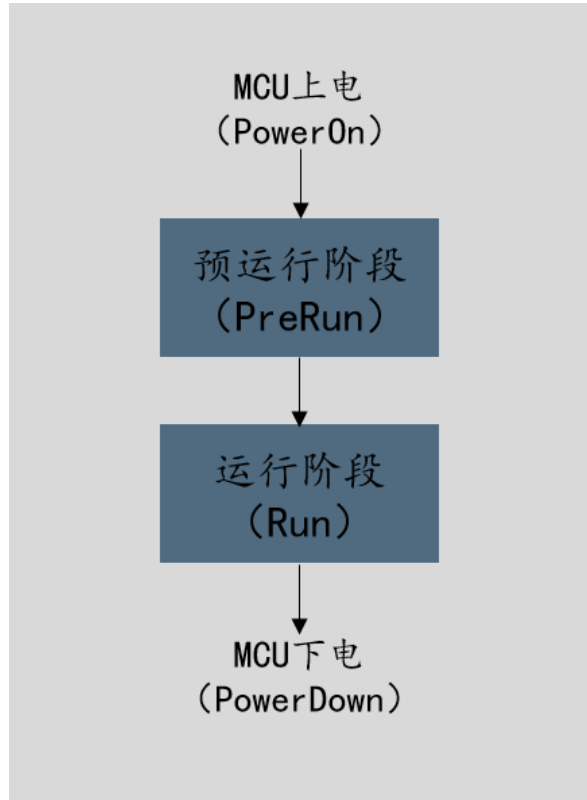 MCU上电
（PowerOn）
预运行阶段
（PreRun）
运行阶段
（Run）
MCU下电
（PowerDown）